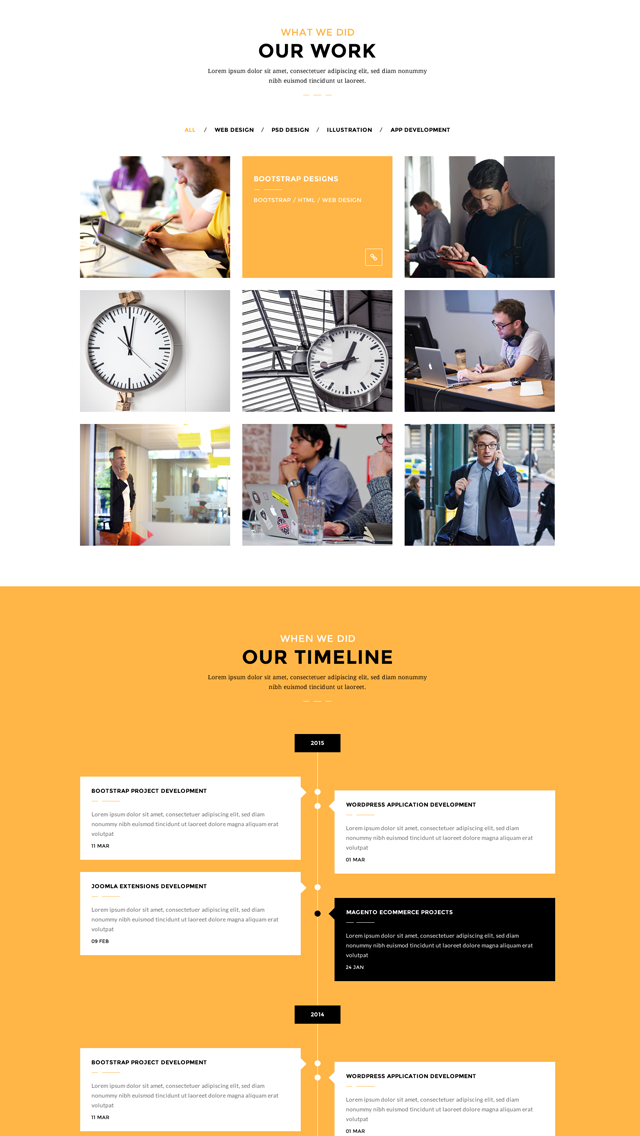 WHAT WE DID
OUR WORK
Lorem ipsum dolor sit amet, consectetuer adipiscing elit, sed diam nonummy
nibh euismod tincidunt ut laoreet.
ALL / WEB DESIGN / PSD DESIGN / ILLUSTRATION / APP DEVELOPMENT
BOOTSTRAP DESIGNS
BOOTSTRAP / HTML / WEB DESIGN
WHEN WE DID
OUR TIMELINE
Lorem ipsum dolor sit amet, consectetuer adipiscing elit, sed diam nonummy
nibh euismod tincidunt ut laoreet.
2015
BOOTSTRAP PROJECT DEVELOPMENT
Lorem ipsum dolor sit amet, consectetuer adipiscing elit, sed diam
nonummy nibh euismod tincidunt ut laoreet dolore magna aliquam erat
volutpat
11 MAR
WORDPRESS APPLICATION DEVELOPMENT
Lorem ipsum dolor sit amet, consectetuer adipiscing elit, sed diam
nonummy nibh euismod tincidunt ut laoreet dolore magna aliquam erat
volutpat
01 MAR
JOOMLA EXTENSIONS DEVELOPMENT
Lorem ipsum dolor sit amet, consectetuer adipiscing elit, sed diam
nonummy nibh euismod tincidunt ut laoreet dolore magna aliquam erat
volutpat
09 FEB
MAGENTO ECOMMERCE PROJECTS
Lorem ipsum dolor sit amet, consectetuer adipiscing elit, sed diam
nonummy nibh euismod tincidunt ut laoreet dolore magna aliquam erat
volutpat
24 JAN
2014
BOOTSTRAP PROJECT DEVELOPMENT
Lorem ipsum dolor sit amet, consectetuer adipiscing elit, sed diam
nonummy nibh euismod tincidunt ut laoreet dolore magna aliquam erat
volutpat
11 MAR
WORDPRESS APPLICATION DEVELOPMENT
Lorem ipsum dolor sit amet, consectetuer adipiscing elit, sed diam
nonummy nibh euismod tincidunt ut laoreet dolore magna aliquam erat
volutpat
01 MAR